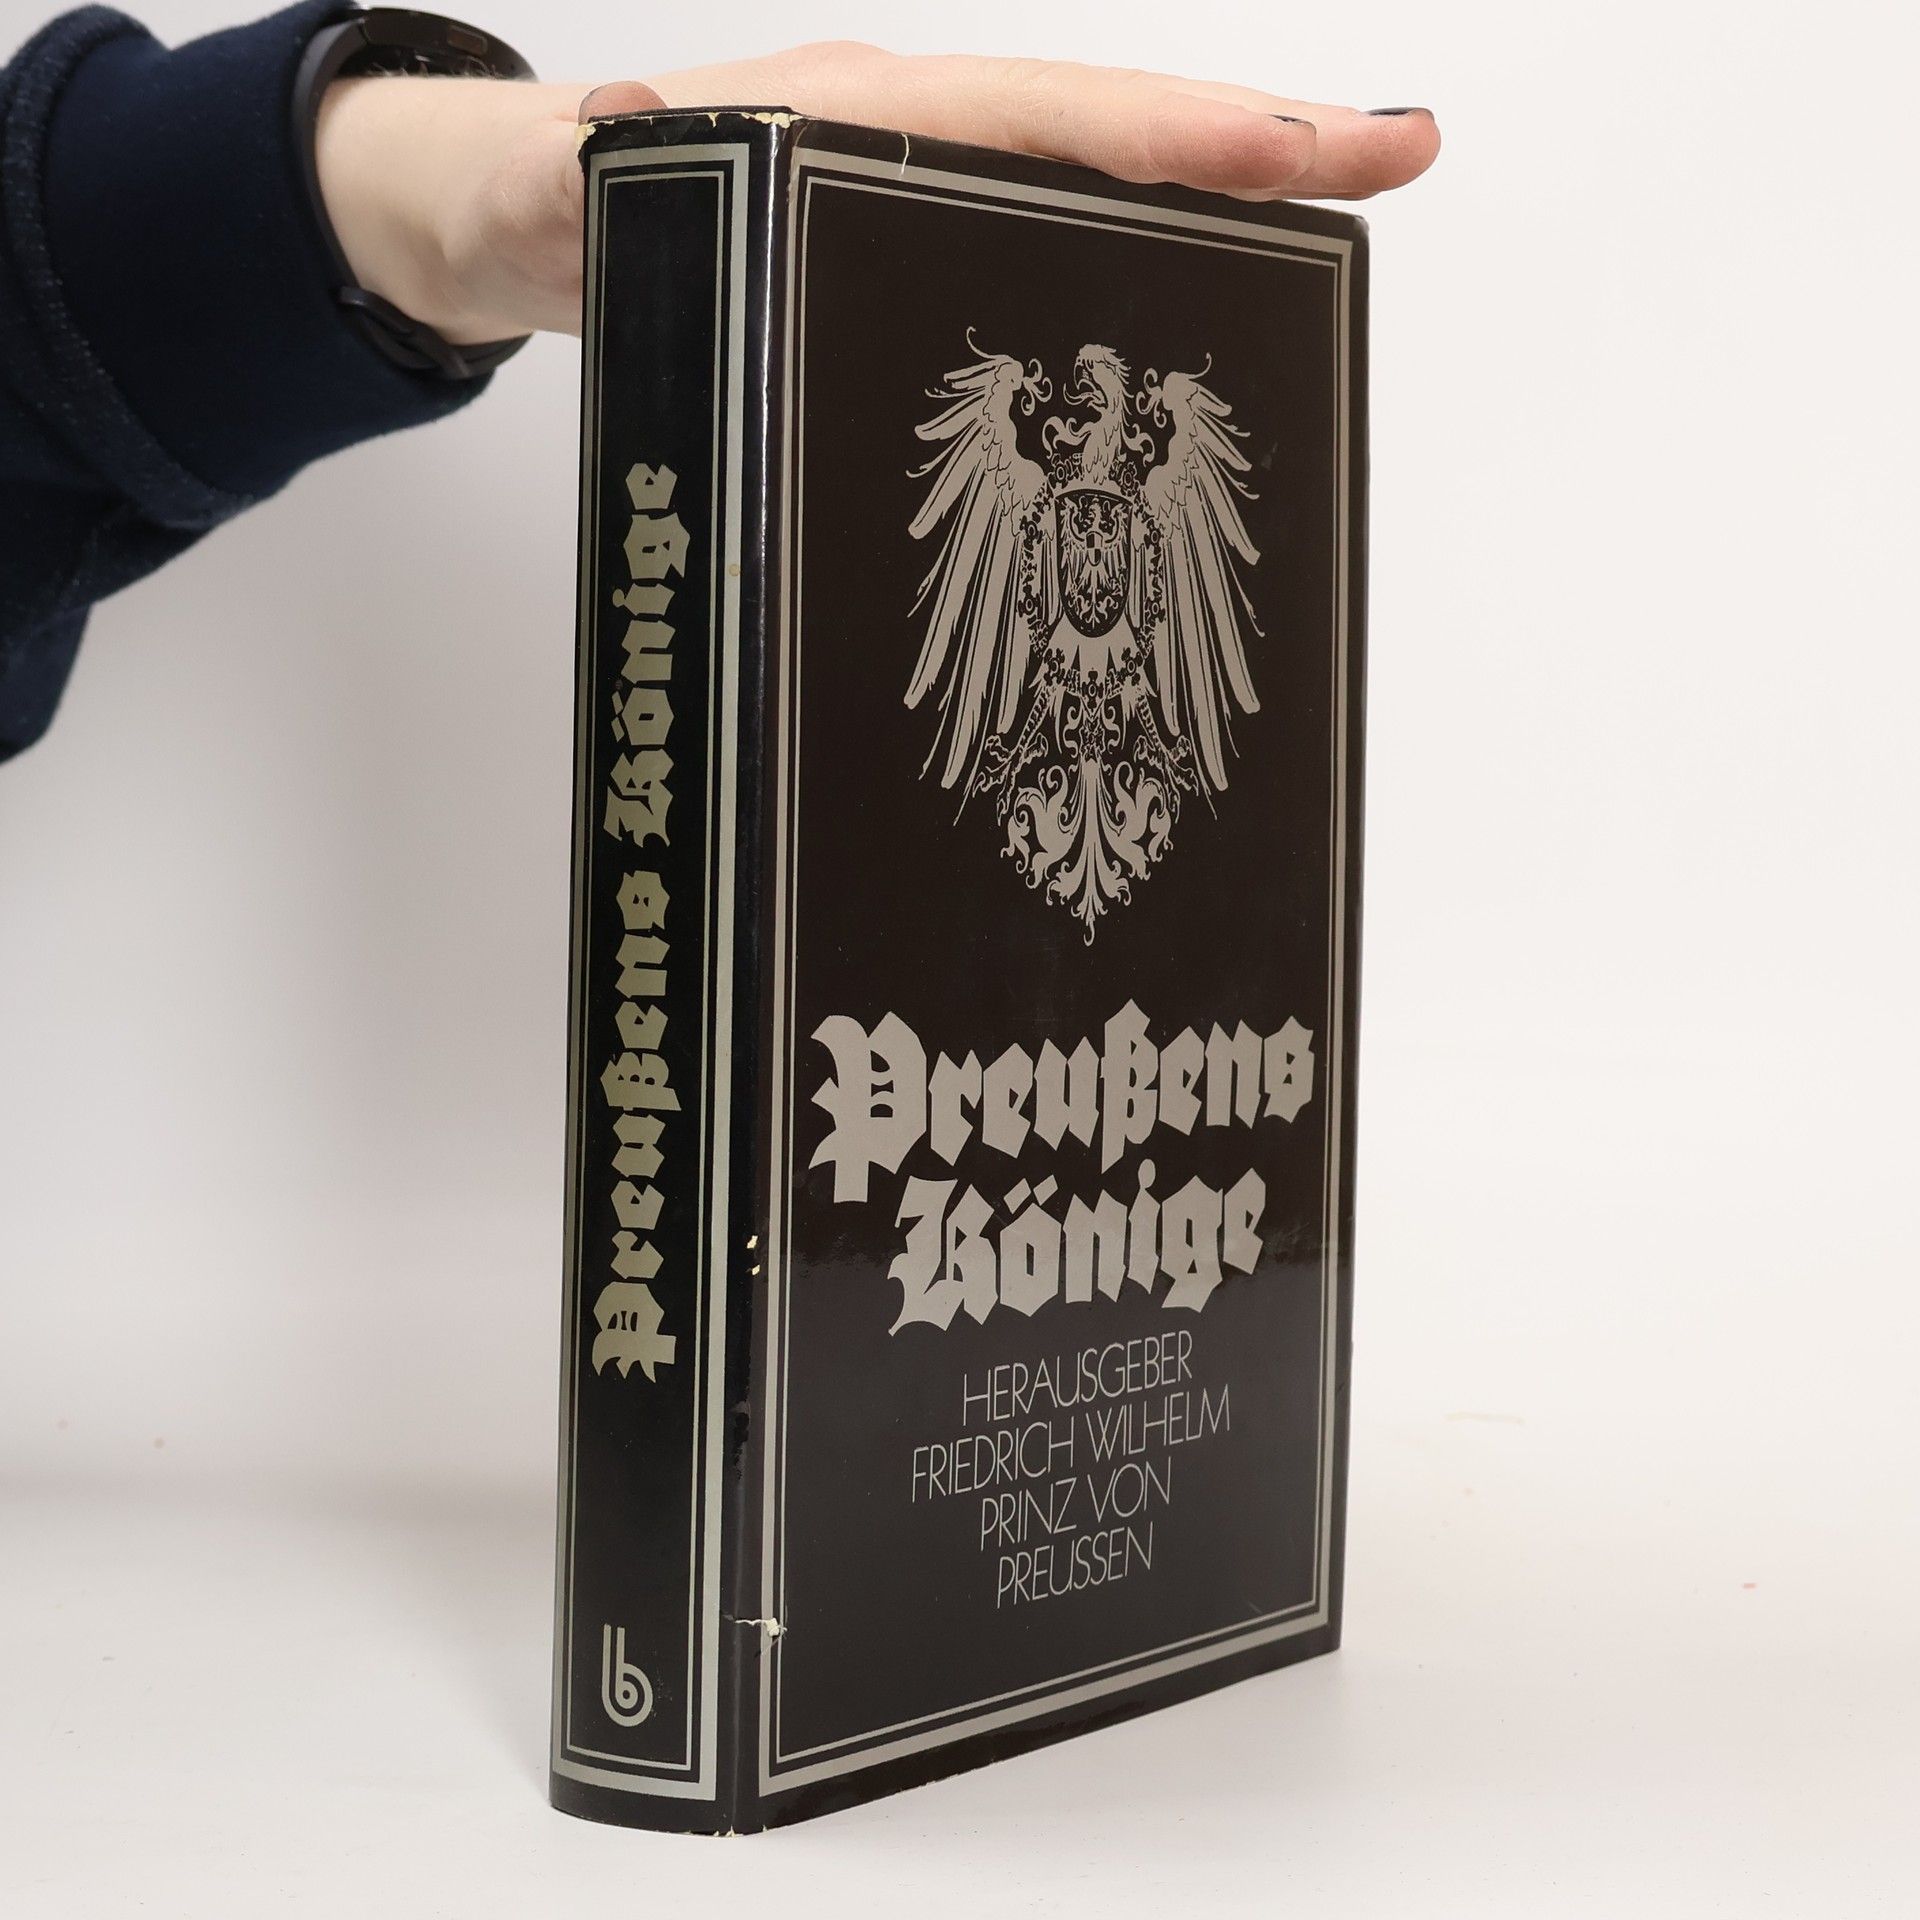 Preußens Könige
Preußens
Könige
HERAUSGEBER
FRIEDRICH WILHELM
PRINZ VON
PREUSSEN
b